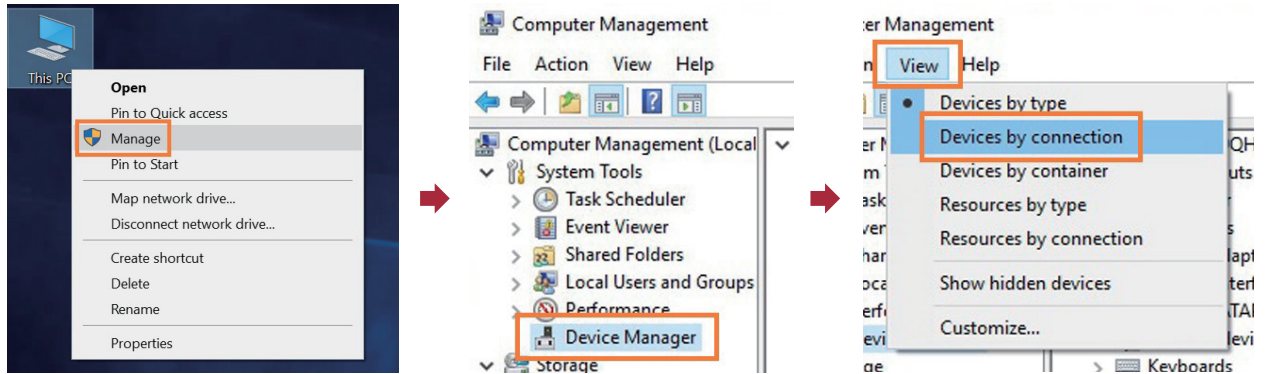 This PC
Open
Pin to Quick access
Manage
Pin to Start
Map network drive...
Disconnect network drive...
Create shortcut
Delete
Rename
Properties
Computer Management
File Action View Help
Computer Management (Local
System Tools
Task Scheduler
Event Viewer
Shared Folders
Local Users and Groups
Performance
Device Manager
Storage
er Management
View Help
Devices by type
Devices by connection
Devices by container
Resources by type
Resources by connection
Show hidden devices
Customize...
Keyboards